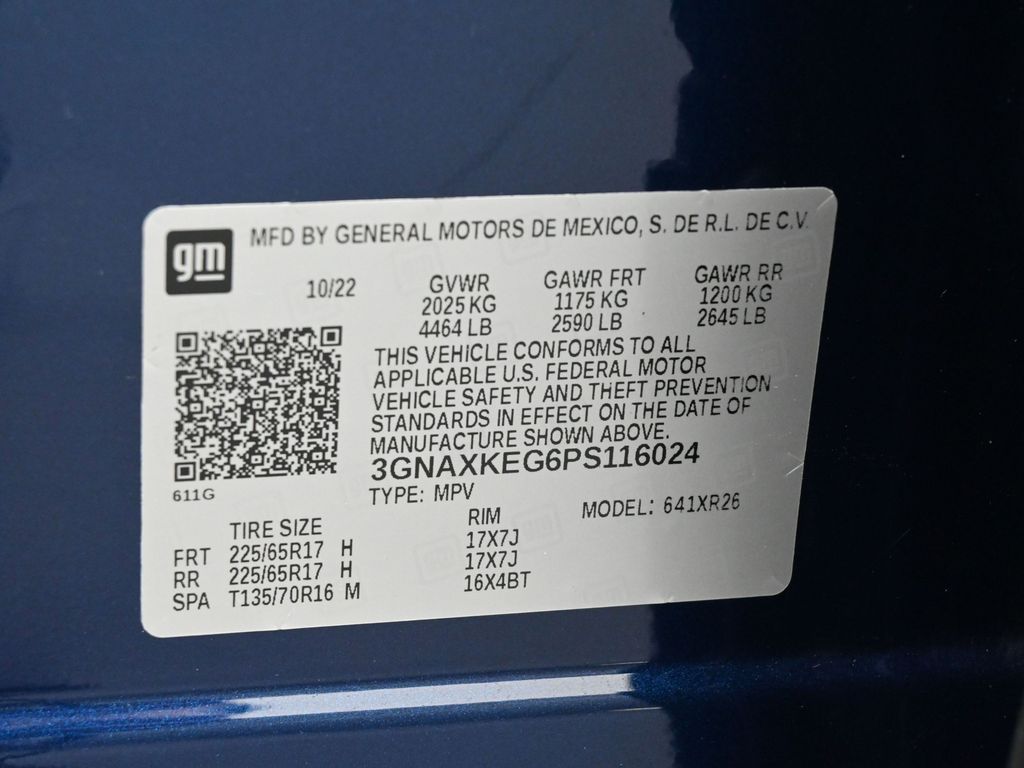 gm MFD BY GENERAL MOTORS DE MEXICO, S. DE R.L. DE C.V.
10/22 GVWR GAWR FRT GAWR RR
2025 KG 1175 KG 1200 KG
4464 LB 2590 LB 2645 LB
THIS VEHICLE CONFORMS TO ALL
APPLICABLE U.S. FEDERAL MOTOR
VEHICLE SAFETY AND THEFT PREVENTION
STANDARDS IN EFFECT ON THE DATE OF
MANUFACTURE SHOWN ABOVE.
3GNAXKEG6PS116024
611G
TYPE: MPV MODEL: 641XR26
TIRE SIZE RIM
FRT 225/65R17 H 17X7J
RR 225/65R17 H 17X7J
SPA T135/70R16 M 16X4BT